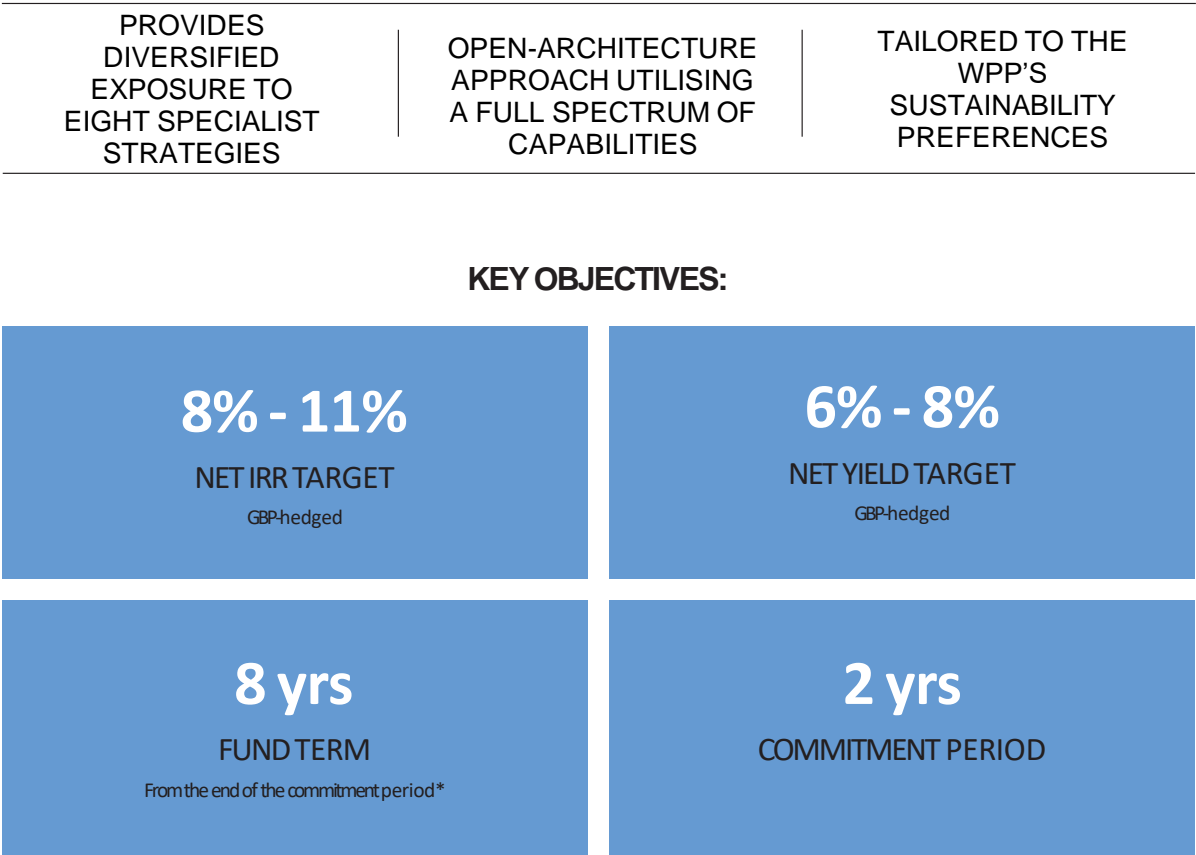 PROVIDES
DIVERSIFIED
EXPOSURE TO
EIGHT SPECIALIST
STRATEGIES
OPEN-ARCHITECTURE
APPROACH UTILISING
A FULL SPECTRUM OF
CAPABILITIES
TAILORED TO THE
WPP'S
SUSTAINABILITY
PREFERENCES
KEY OBJECTIVES:
8% - 11%
NET IRR TARGET
GBP-hedged
6% - 8%
NET YIELD TARGET
GBP-hedged
8 yrs
FUND TERM
From the end of the commitment period*
2 yrs
COMMITMENT PERIOD